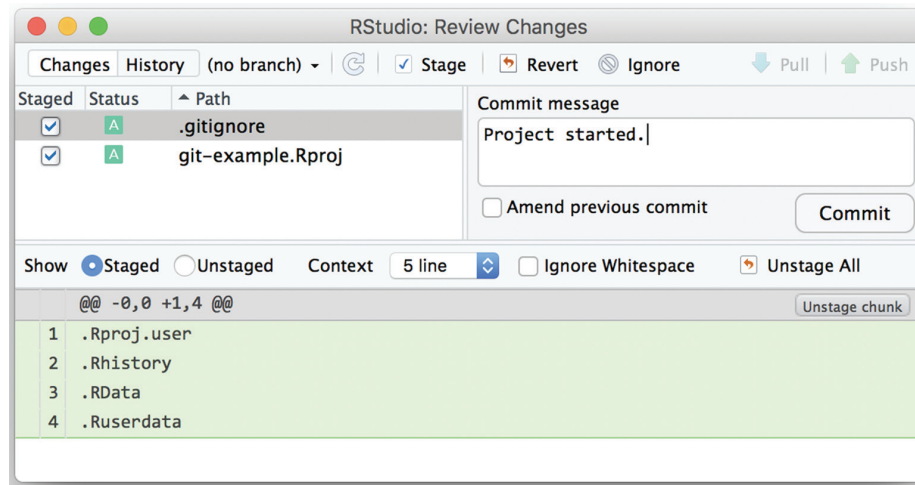 RStudio: Review Changes
Changes History (no branch) Stage Revert Ignore Pull Push
Staged Status Path
A .gitignore
A git-example.Rproj
Commit message
Project started.
Amend previous commit Commit
Show Staged Unstaged Context 5 line Ignore Whitespace Unstage All
@@ -0,0 +1,4 @@ Unstage chunk
1 .Rproj.user
2 .Rhistory
3 .RData
4 .Ruserdata